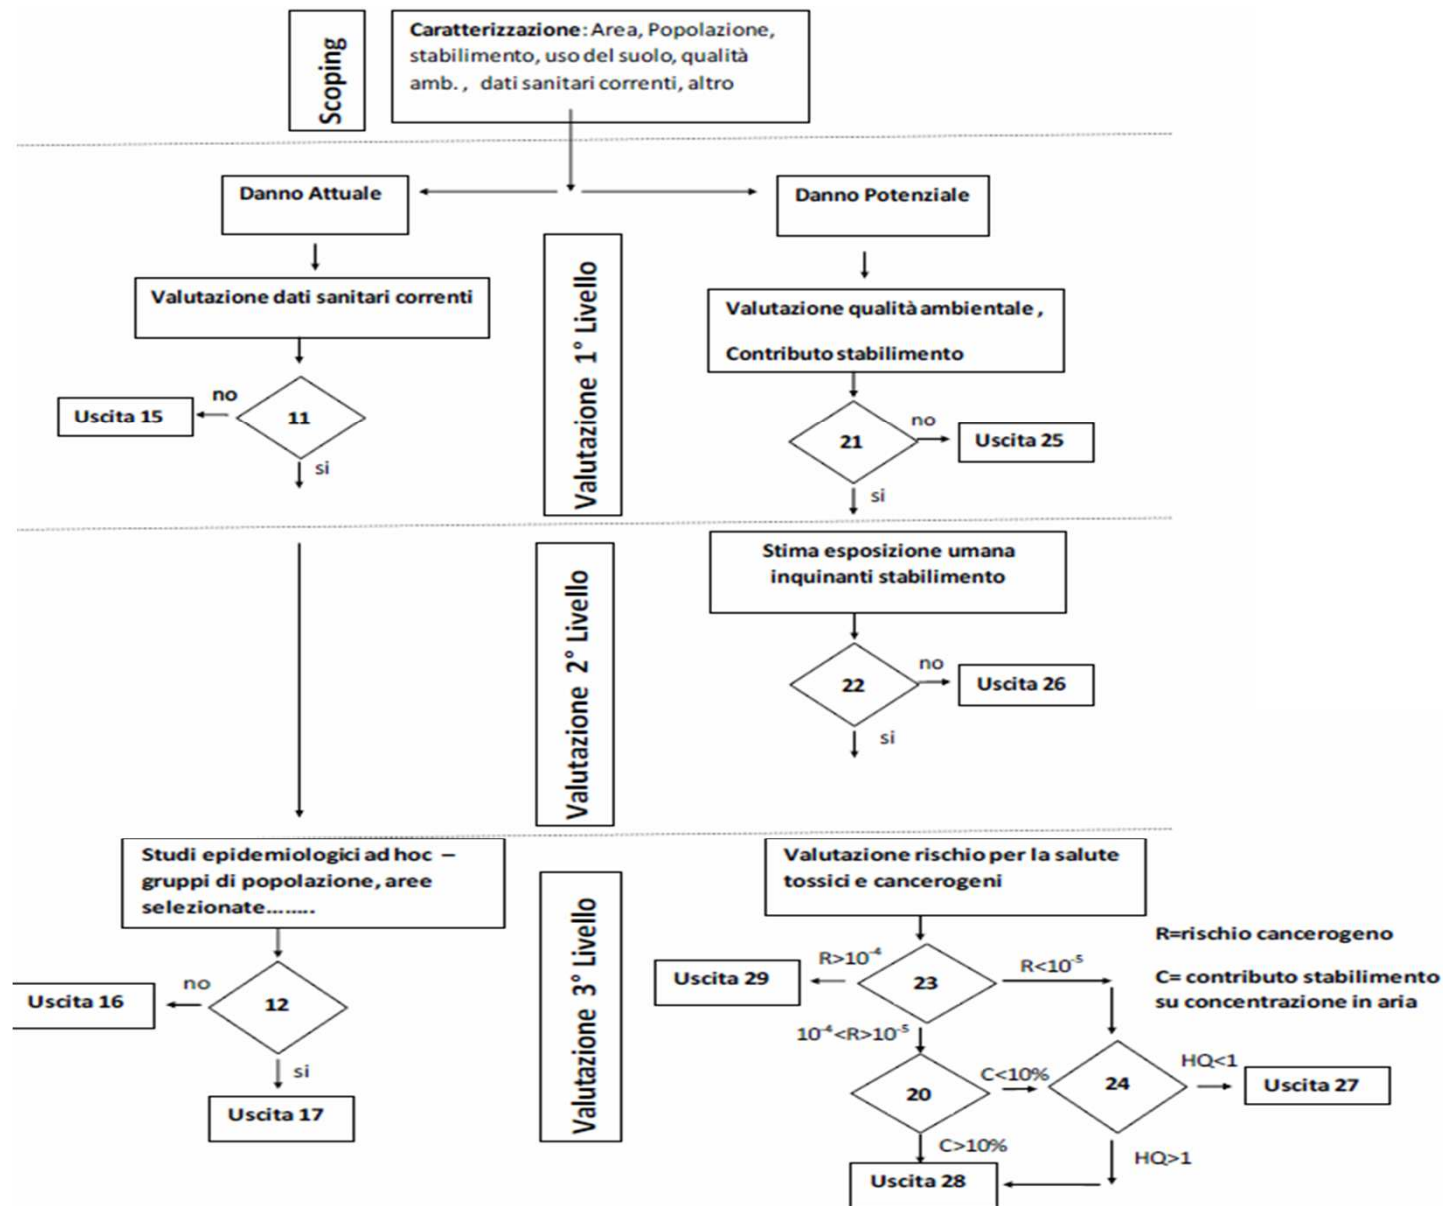 Scoping
Caratterizzazione: Area, Popolazione,
stabilimento, uso del suolo, qualità
amb. , dati sanitari correnti, altro
Danno Attuale
Danno Potenziale
Valutazione 1° Livello
Valutazione dati sanitari correnti
Valutazione qualità ambientale ,
Contributo stabilimento
no
Uscita 15
11
si
21
no
Uscita 25
si
Valutazione 2° Livello
Stima esposizione umana
inquinanti stabilimento
22
no
Uscita 26
si
Valutazione 3° Livello
Studi epidemiologici ad hoc –
gruppi di popolazione, aree
selezionate........
no
Uscita 16
12
si
Uscita 17
Valutazione rischio per la salute
tossici e cancerogeni
R>10⁻⁴
Uscita 29
23
R<10⁻⁵
R=rischio cancerogeno
C= contributo stabilimento
su concentrazione in aria
10⁻⁴<R>10⁻⁵
20
C<10%
24
HQ<1
Uscita 27
C>10%
HQ>1
Uscita 28